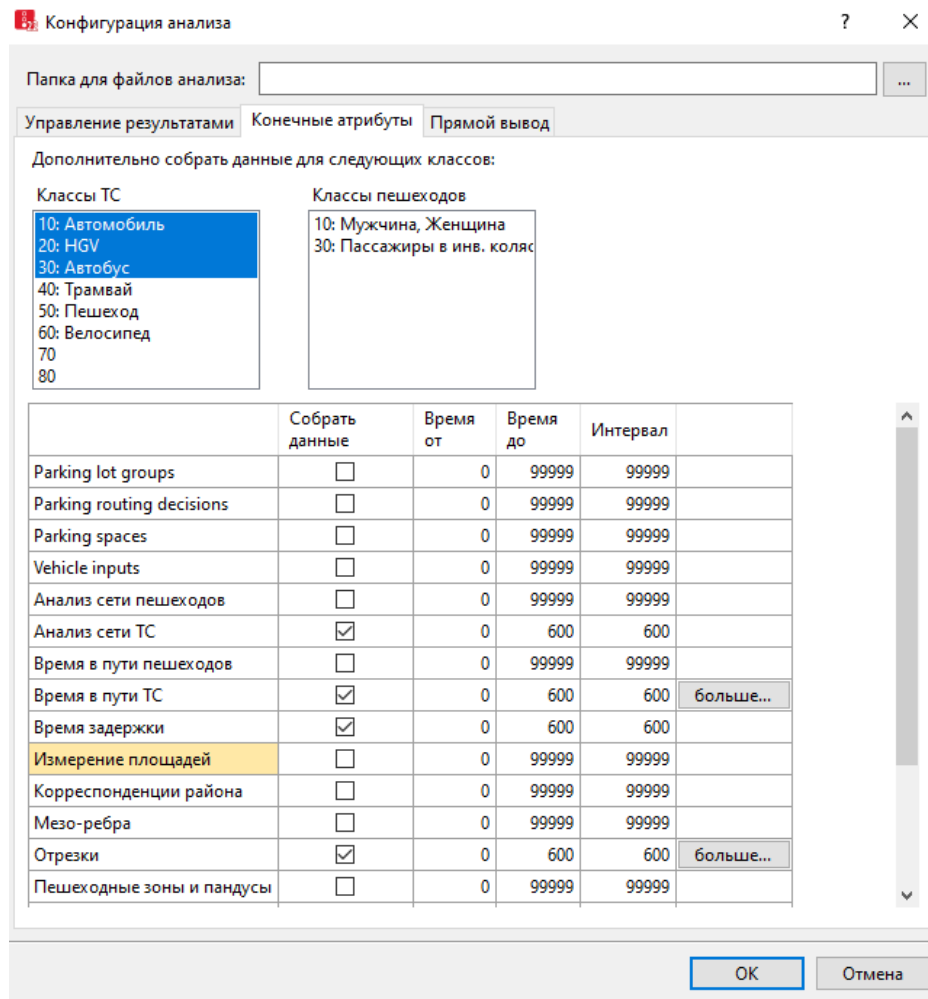 Конфигурация анализа ?
Папка для файлов анализа: ...
Управление результатами Конечные атрибуты Прямой вывод
Дополнительно собрать данные для следующих классов:
Классы ТС Классы пешеходов
10: Автомобиль 10: Мужчина, Женщина
20: HGV 30: Пассажиры в инв. коляс
30: Автобус
40: Трамвай
50: Пешеход
60: Велосипед
70
80
Собрать данные Время от Время до Интервал
Parking lot groups 0 99999 99999
Parking routing decisions 0 99999 99999
Parking spaces 0 99999 99999
Vehicle inputs 0 99999 99999
Анализ сети пешеходов 0 99999 99999
Анализ сети ТС 0 600 600
Время в пути пешеходов 0 99999 99999
Время в пути ТС 0 600 600 больше...
Время задержки 0 600 600
Измерение площадей 0 99999 99999
Корреспонденции района 0 99999 99999
Мезо-ребра 0 99999 99999
Отрезки 0 600 600 больше...
Пешеходные зоны и пандусы 0 99999 99999
OK Отмена